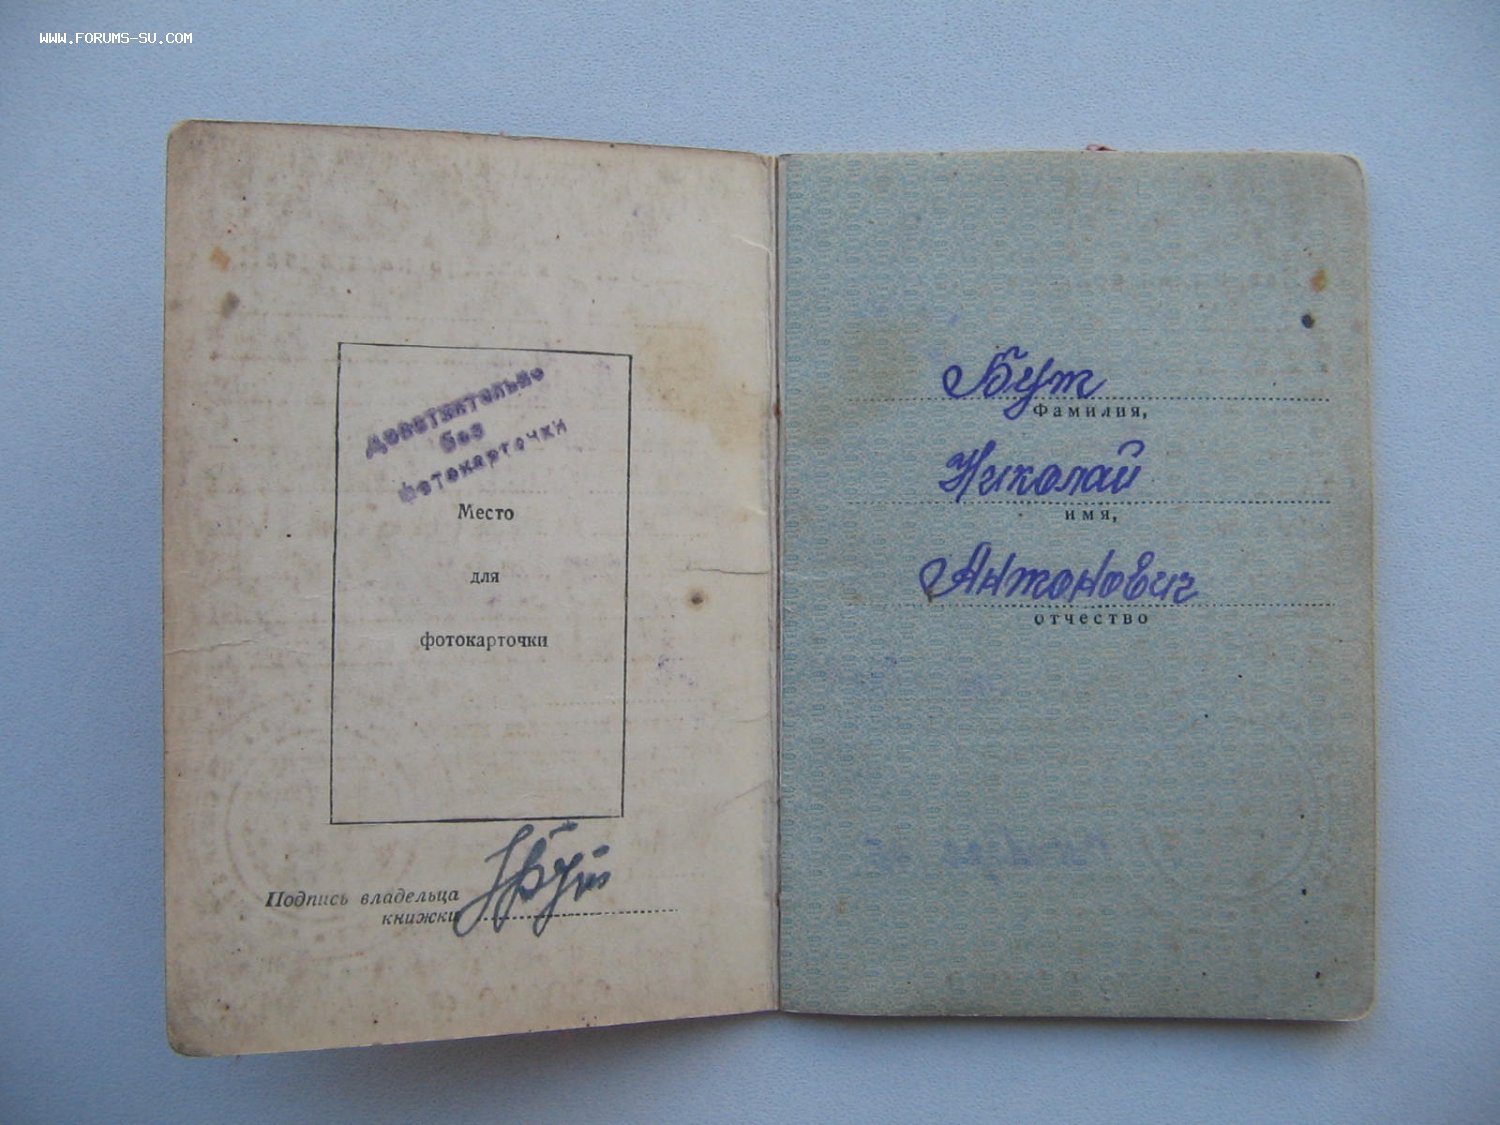 WWW.FORUMS-SU.COM
Действительно
без
фотокарточки
Место
для
фотокарточки
Подпись владельца
книжки
Бут
Фамилия,
Николай
имя,
Антонович
отчество